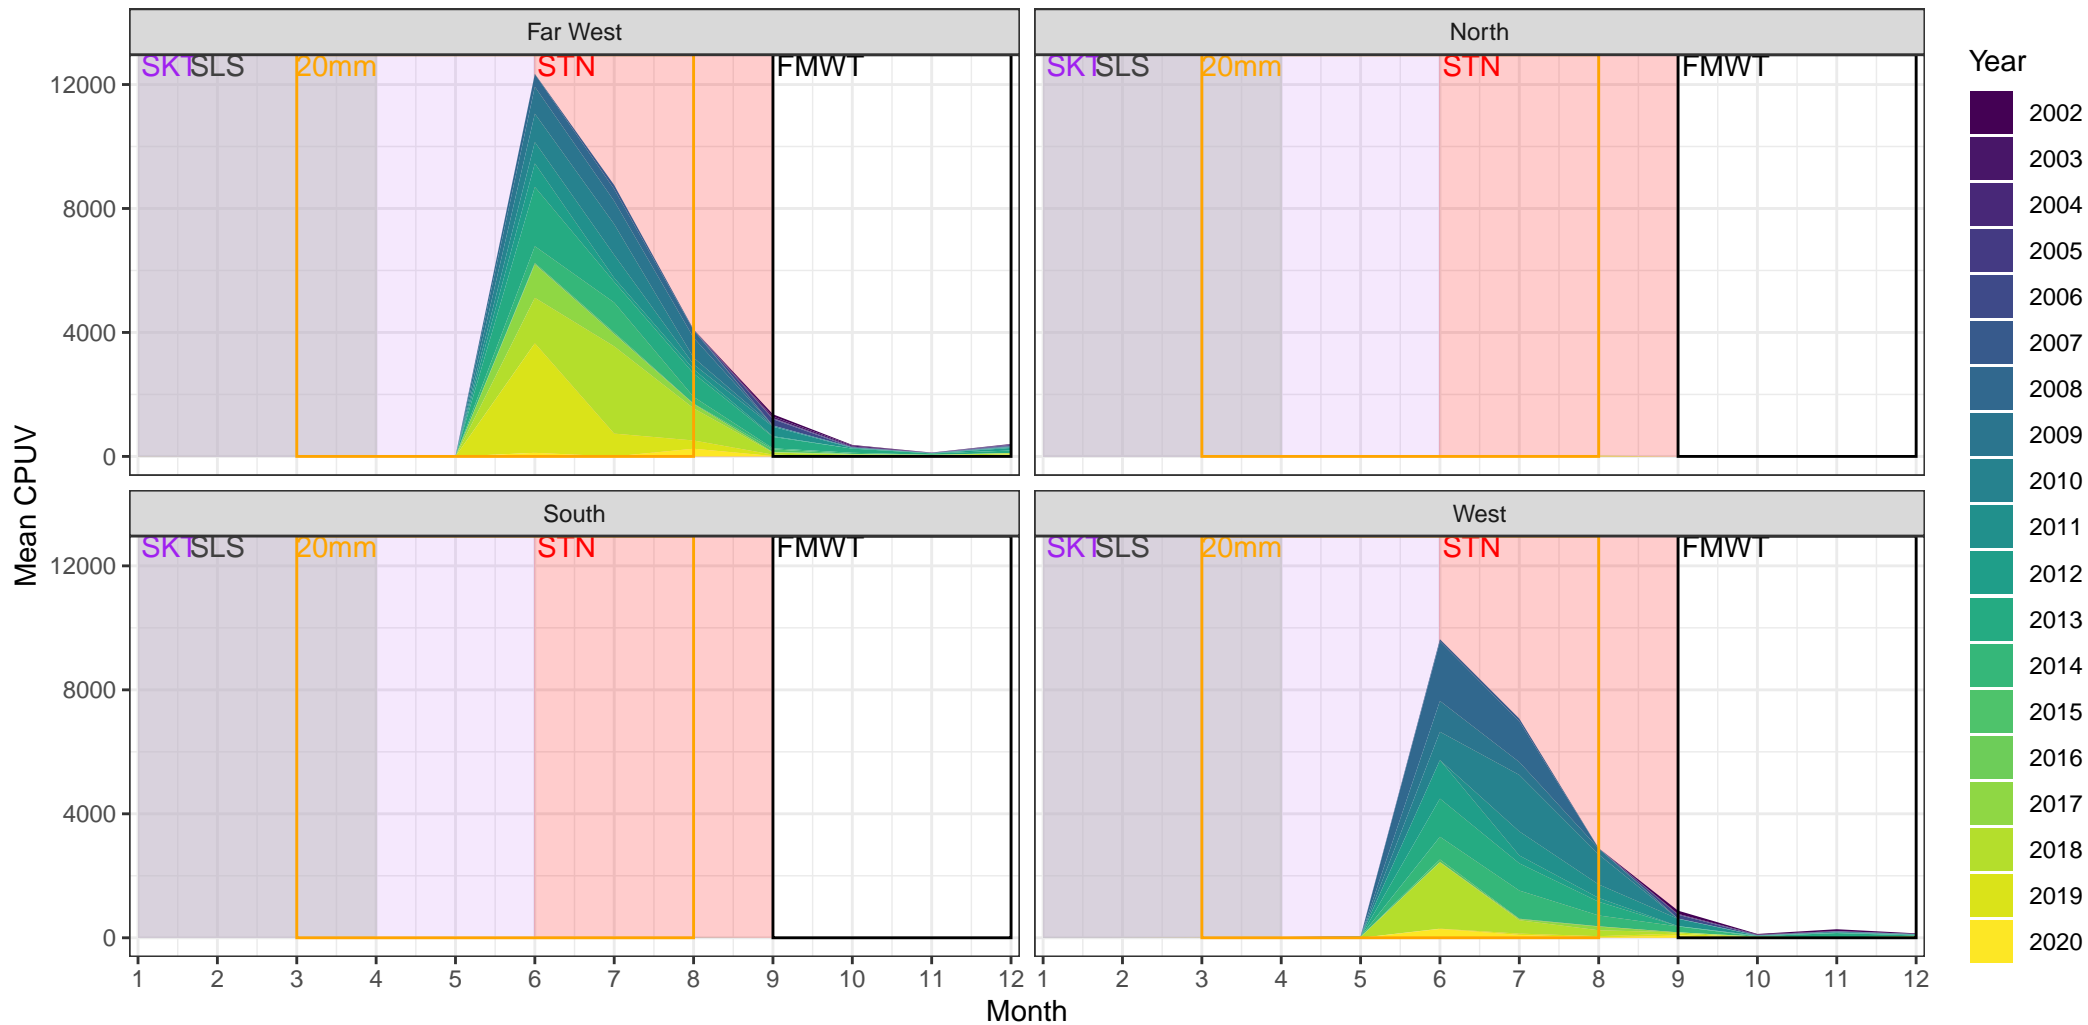 Far West
North
SKT SLS 20mm STN FMWT
SKT SLS 20mm STN FMWT
12000
8000
4000
0
South
West
SKT SLS 20mm STN FMWT
SKT SLS 20mm STN FMWT
12000
8000
4000
0
1 2 3 4 5 6 7 8 9 10 11 12
1 2 3 4 5 6 7 8 9 10 11 12
Month
Mean CPUV
Year
2002
2003
2004
2005
2006
2007
2008
2009
2010
2011
2012
2013
2014
2015
2016
2017
2018
2019
2020